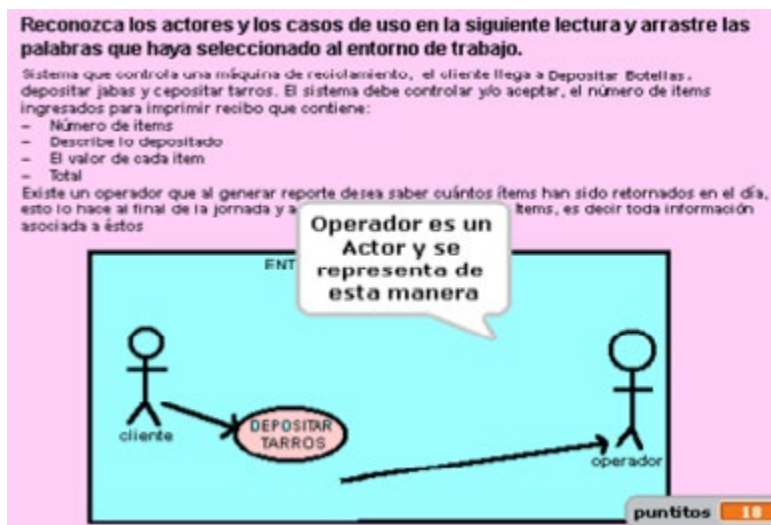 Reconozca los actores y los casos de uso en la siguiente lectura y arrastre las
palabras que haya seleccionado al entorno de trabajo.
Sistema que controla una máquina de reciclamiento, el cliente llega a Depositar Botellas,
depositar jabas y cepositar tarros. El sistema debe controlar y/o aceptar, el número de items
ingresados para imprimir recibo que contiene:
- Número de items
- Describe lo depositado
- El valor de cada item
- Total
Existe un operador que al generar reporte desea saber cuántos ítems han sido retornados en el día,
esto lo hace al final de la jornada y a Items, es decir toda información
asociada a éstos
Operador es un
Actor y se
representa de
esta manera
ENT
DEPOSITAR
TARROS
cliente
operador
puntitos 18